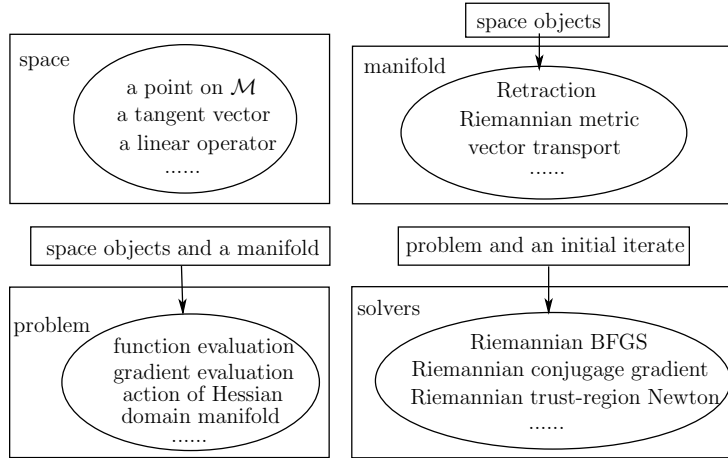 space
a point on ℳ
a tangent vector
a linear operator
......
space objects
manifold
Retraction
Riemannian metric
vector transport
......
space objects and a manifold
problem
function evaluation
gradient evaluation
action of Hessian
domain manifold
......
problem and an initial iterate
solvers
Riemannian BFGS
Riemannian conjugage gradient
Riemannian trust-region Newton
......